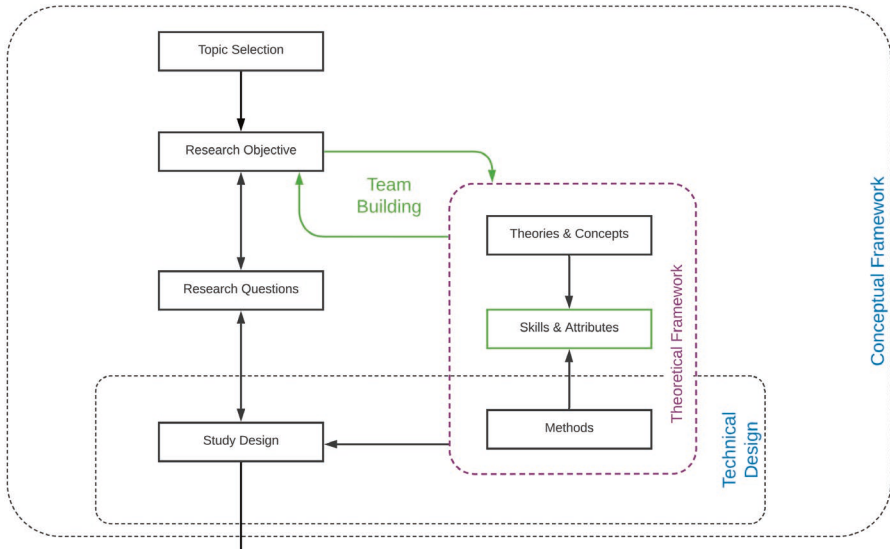 Topic Selection
Research Objective
Team
Building
Theories & Concepts
Research Questions
Skills & Attributes
Theoretical Framework
Conceptual Framework
Study Design
Methods
Technical
Design